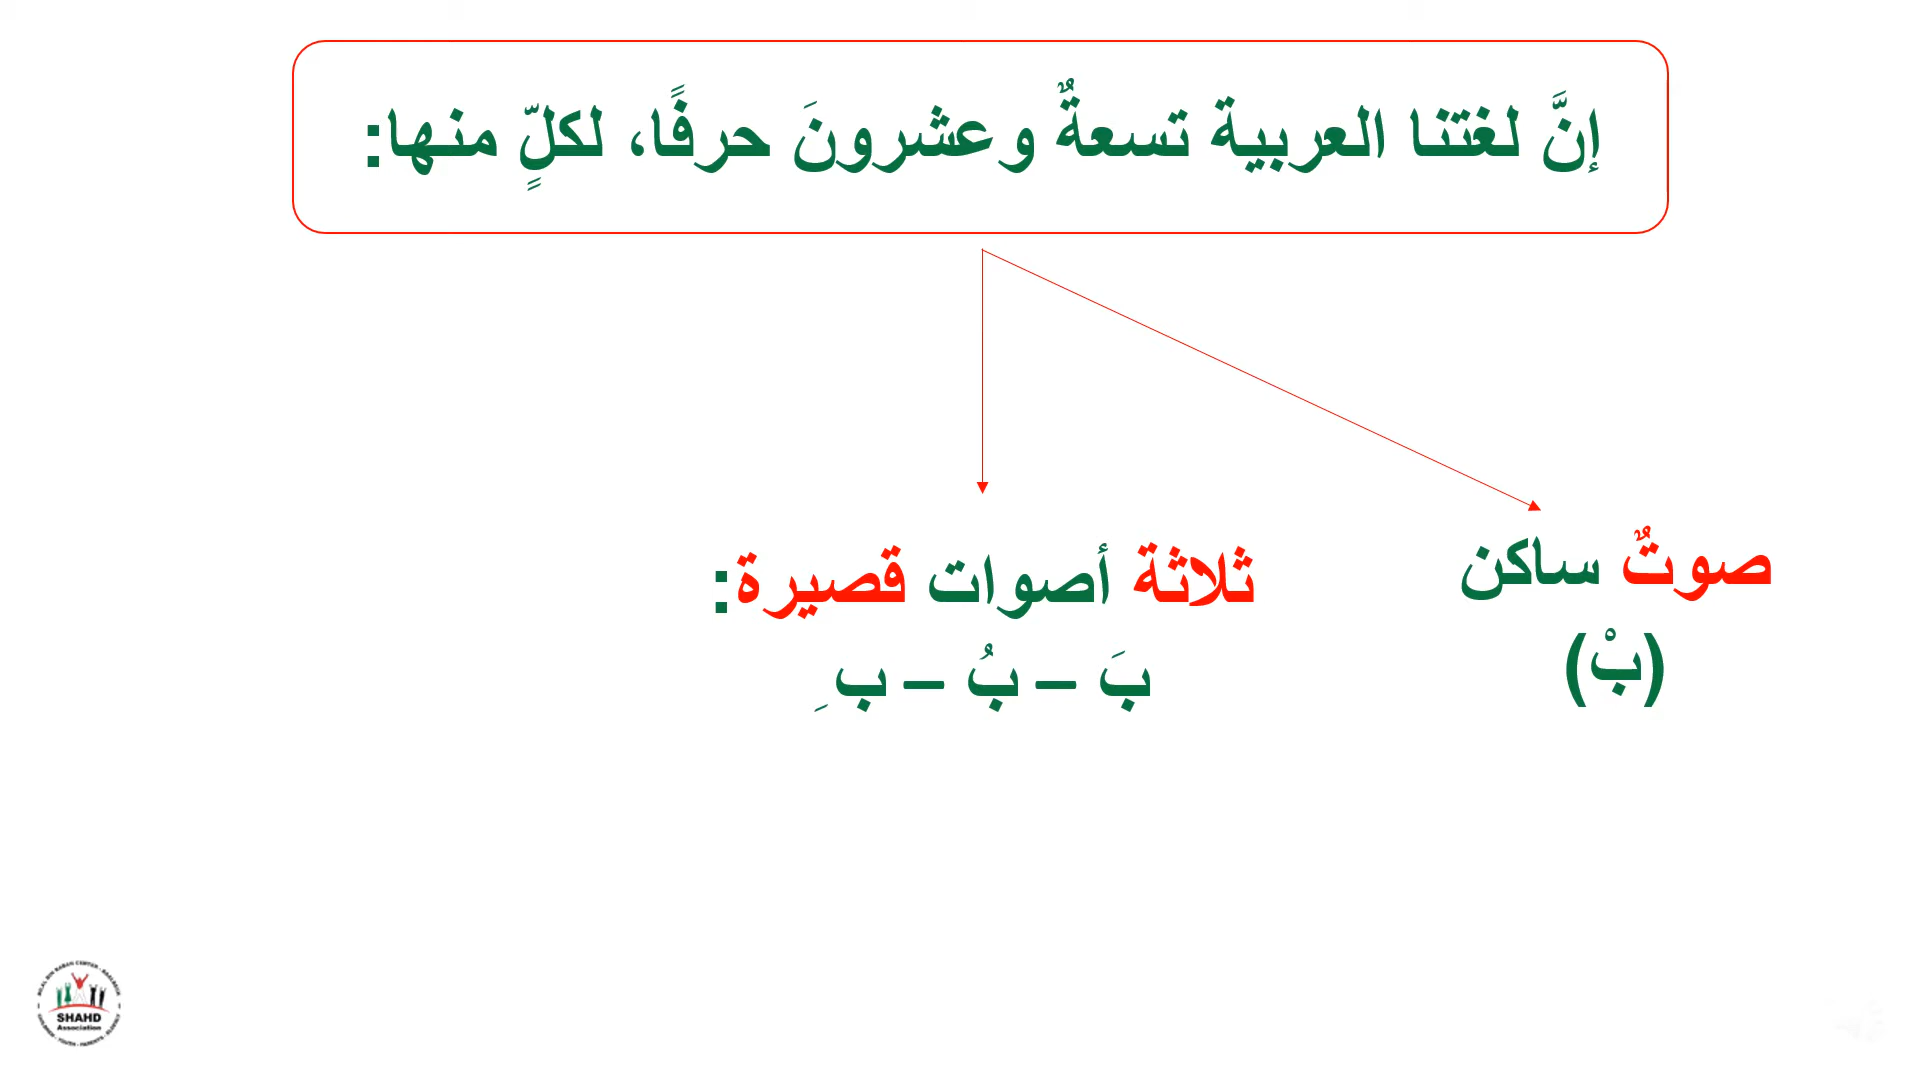 إنَّ لغتنا العربية تسعةٌ وعشرونَ حرفًا، لكلٍّ منها:
صوتٌ ساكن
(بْ)
ثلاثة أصوات قصيرة:
بَ – بُ – ب ِ
SHAHD
Association